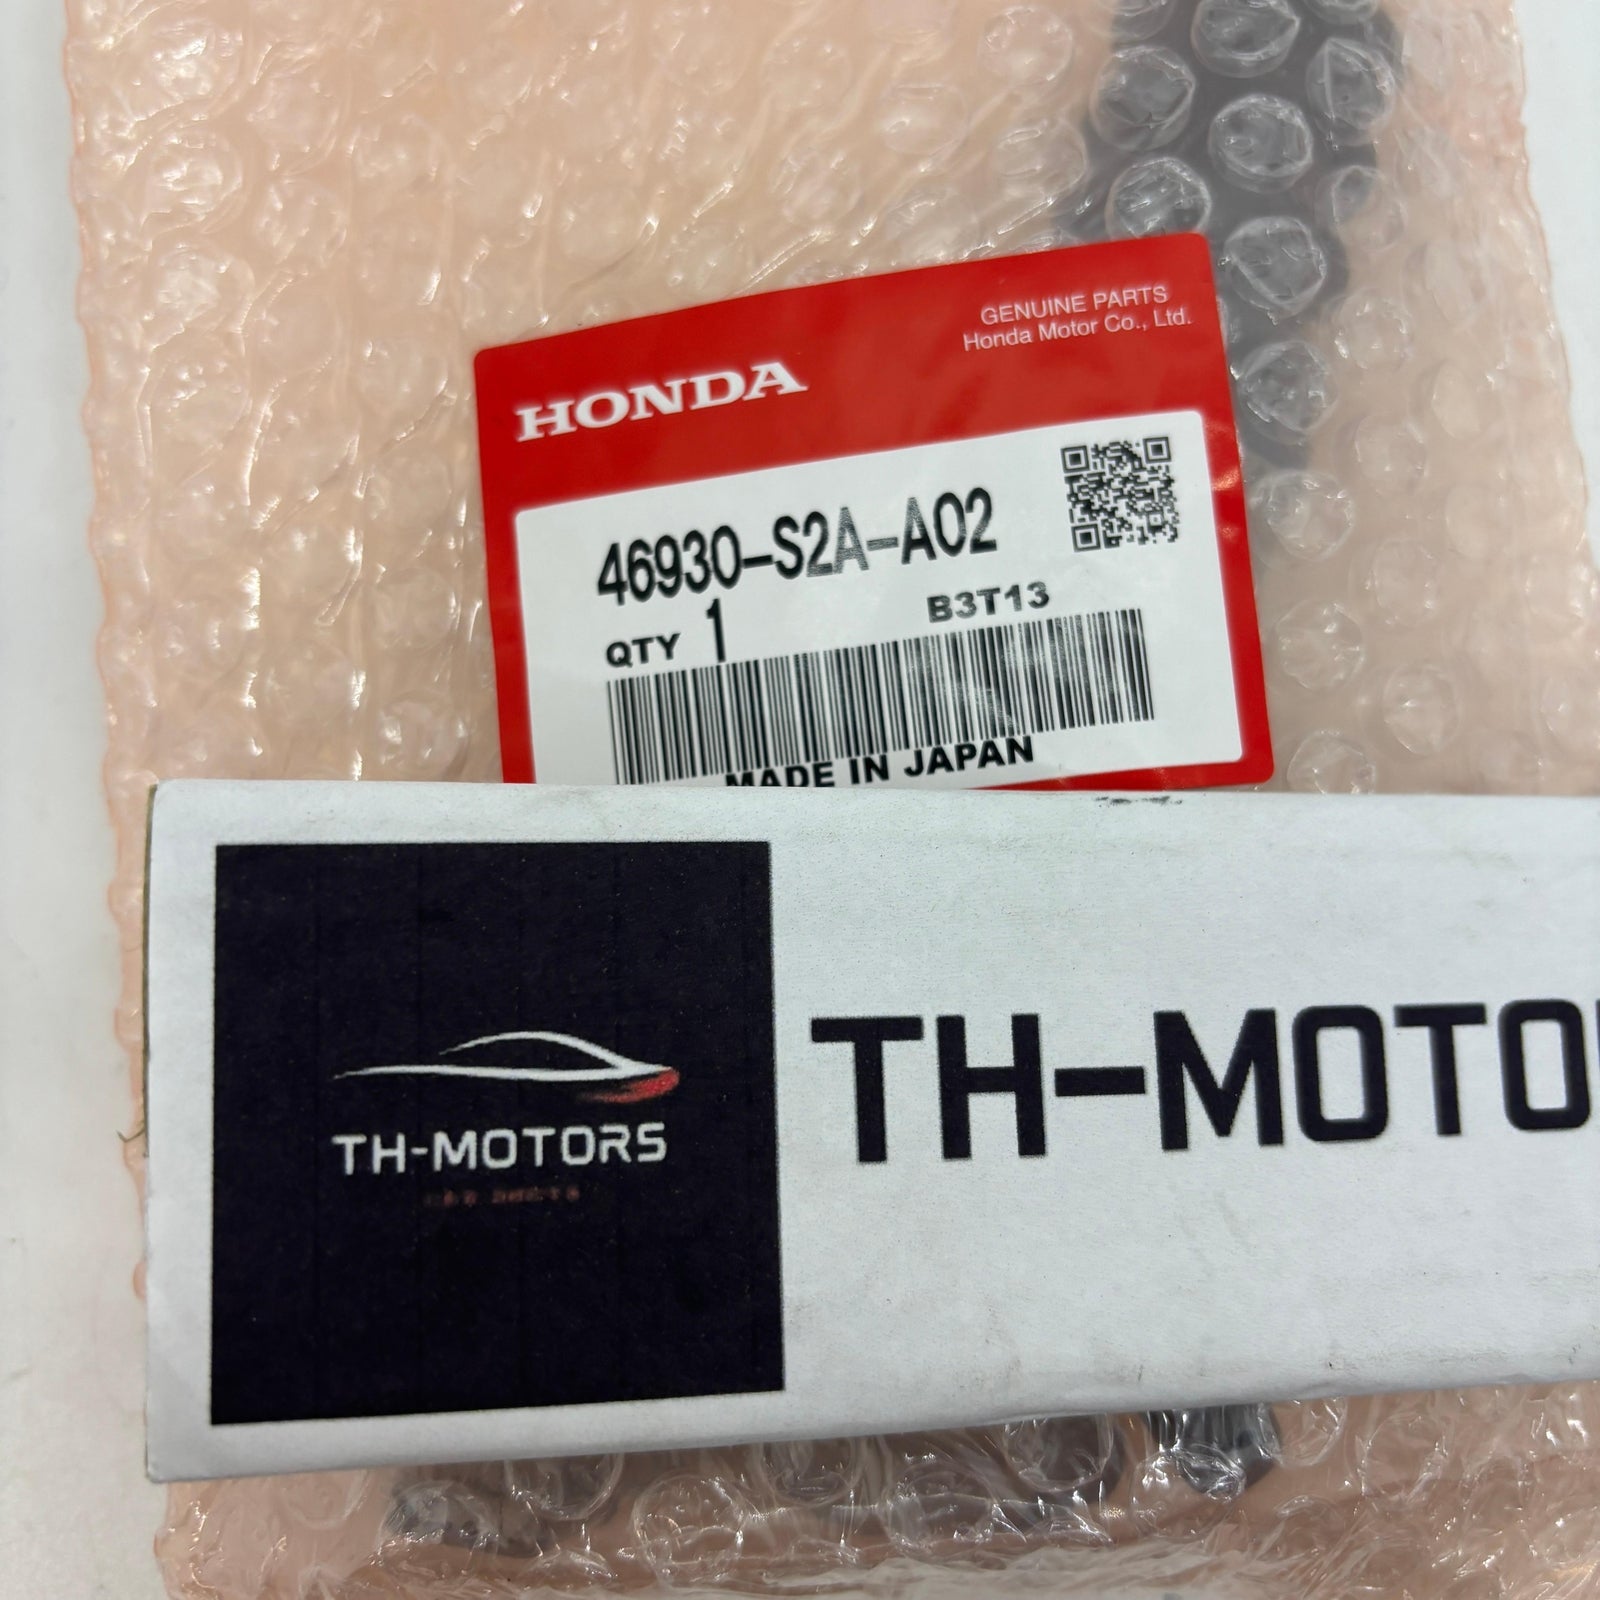 GENUINE PARTS
Honda Motor Co., Ltd.
HONDA
46930-S2A-A02
QTY 1
B3T13
MADE IN JAPAN
TH-MOTORS
TH-MOTO